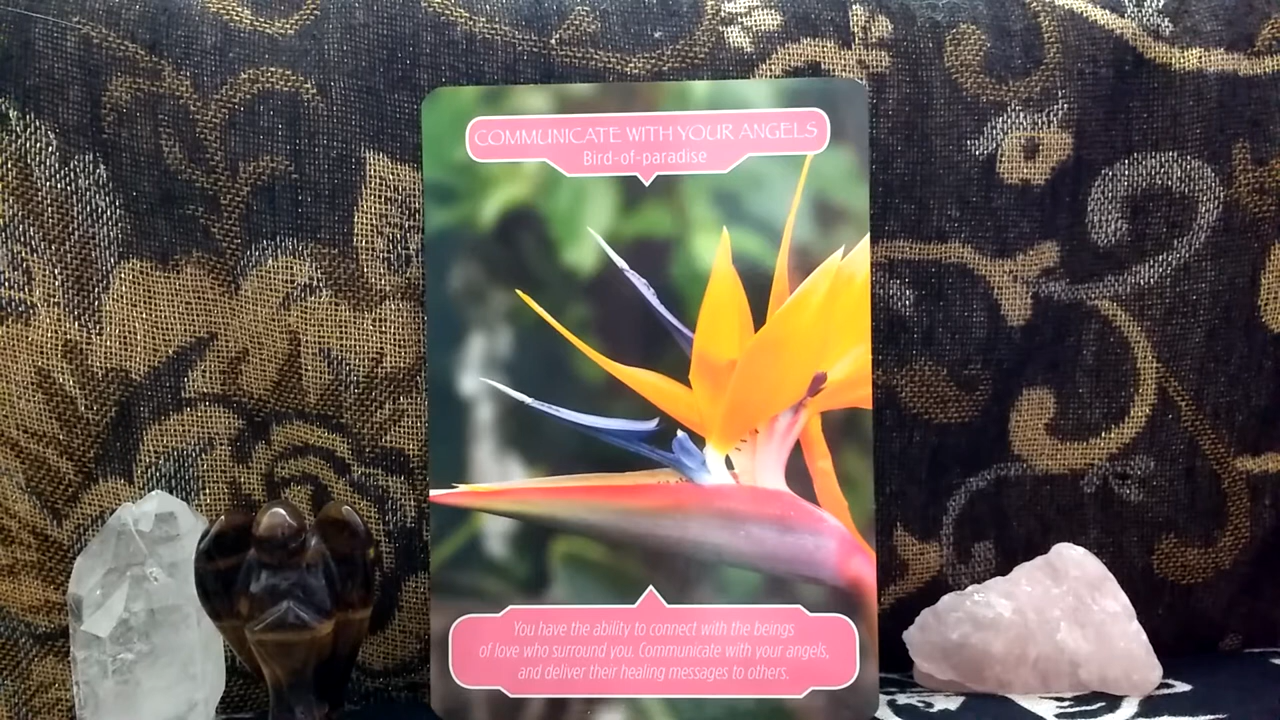 COMMUNICATE WITH YOUR ANGELS
Bird-of-paradise
You have the ability to connect with the beings
of love who surround you. Communicate with your angels,
and deliver their healing messages to others.